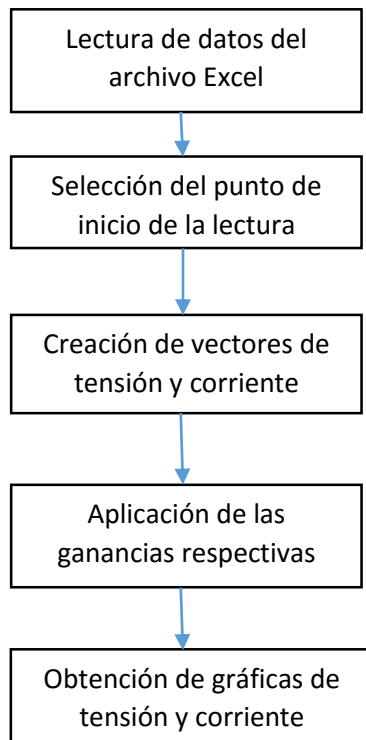 Lectura de datos del
archivo Excel
Selección del punto de
inicio de la lectura
Creación de vectores de
tensión y corriente
Aplicación de las
ganancias respectivas
Obtención de gráficas de
tensión y corriente